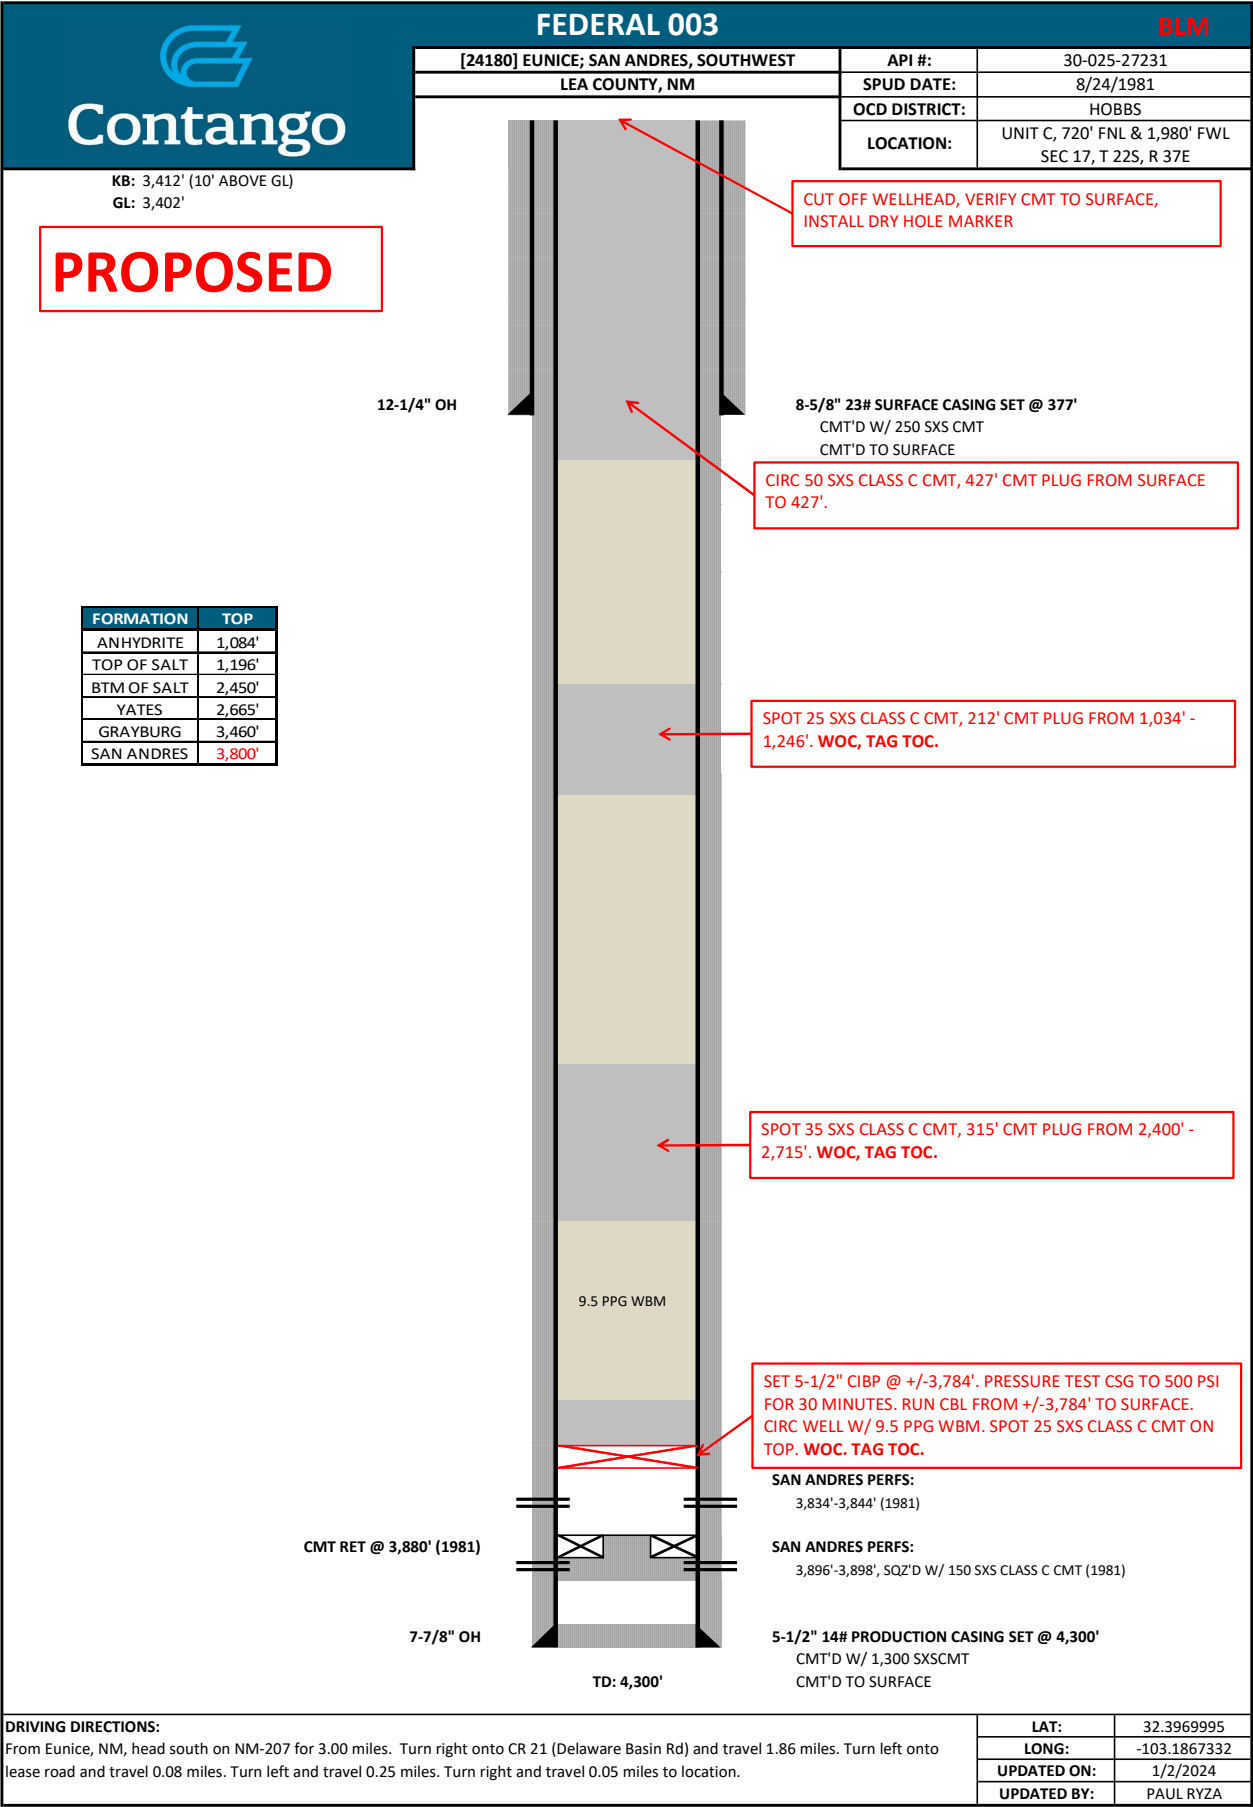 FEDERAL 003
BLM
Contango
[24180] EUNICE; SAN ANDRES, SOUTHWEST
LEA COUNTY, NM
API #: 30-025-27231
SPUD DATE: 8/24/1981
OCD DISTRICT: HOBBS
LOCATION: UNIT C, 720' FNL & 1,980' FWL
SEC 17, T 22S, R 37E
KB: 3,412' (10' ABOVE GL)
GL: 3,402'
PROPOSED
CUT OFF WELLHEAD, VERIFY CMT TO SURFACE,
INSTALL DRY HOLE MARKER
12-1/4" OH
8-5/8" 23# SURFACE CASING SET @ 377'
CMT'D W/ 250 SXS CMT
CMT'D TO SURFACE
CIRC 50 SXS CLASS C CMT, 427' CMT PLUG FROM SURFACE
TO 427'.
FORMATION TOP
ANHYDRITE 1,084'
TOP OF SALT 1,196'
BTM OF SALT 2,450'
YATES 2,665'
GRAYBURG 3,460'
SAN ANDRES 3,800'
SPOT 25 SXS CLASS C CMT, 212' CMT PLUG FROM 1,034' -
1,246'. WOC, TAG TOC.
SPOT 35 SXS CLASS C CMT, 315' CMT PLUG FROM 2,400' -
2,715'. WOC, TAG TOC.
9.5 PPG WBM
SET 5-1/2" CIBP @ +/-3,784'. PRESSURE TEST CSG TO 500 PSI
FOR 30 MINUTES. RUN CBL FROM +/-3,784' TO SURFACE.
CIRC WELL W/ 9.5 PPG WBM. SPOT 25 SXS CLASS C CMT ON
TOP. WOC. TAG TOC.
SAN ANDRES PERFS:
3,834'-3,844' (1981)
CMT RET @ 3,880' (1981)
SAN ANDRES PERFS:
3,896'-3,898', SQZ'D W/ 150 SXS CLASS C CMT (1981)
7-7/8" OH
5-1/2" 14# PRODUCTION CASING SET @ 4,300'
CMT'D W/ 1,300 SXSCMT
CMT'D TO SURFACE
TD: 4,300'
DRIVING DIRECTIONS:
From Eunice, NM, head south on NM-207 for 3.00 miles. Turn right onto CR 21 (Delaware Basin Rd) and travel 1.86 miles. Turn left onto
lease road and travel 0.08 miles. Turn left and travel 0.25 miles. Turn right and travel 0.05 miles to location.
LAT: 32.3969995
LONG: -103.1867332
UPDATED ON: 1/2/2024
UPDATED BY: PAUL RYZA